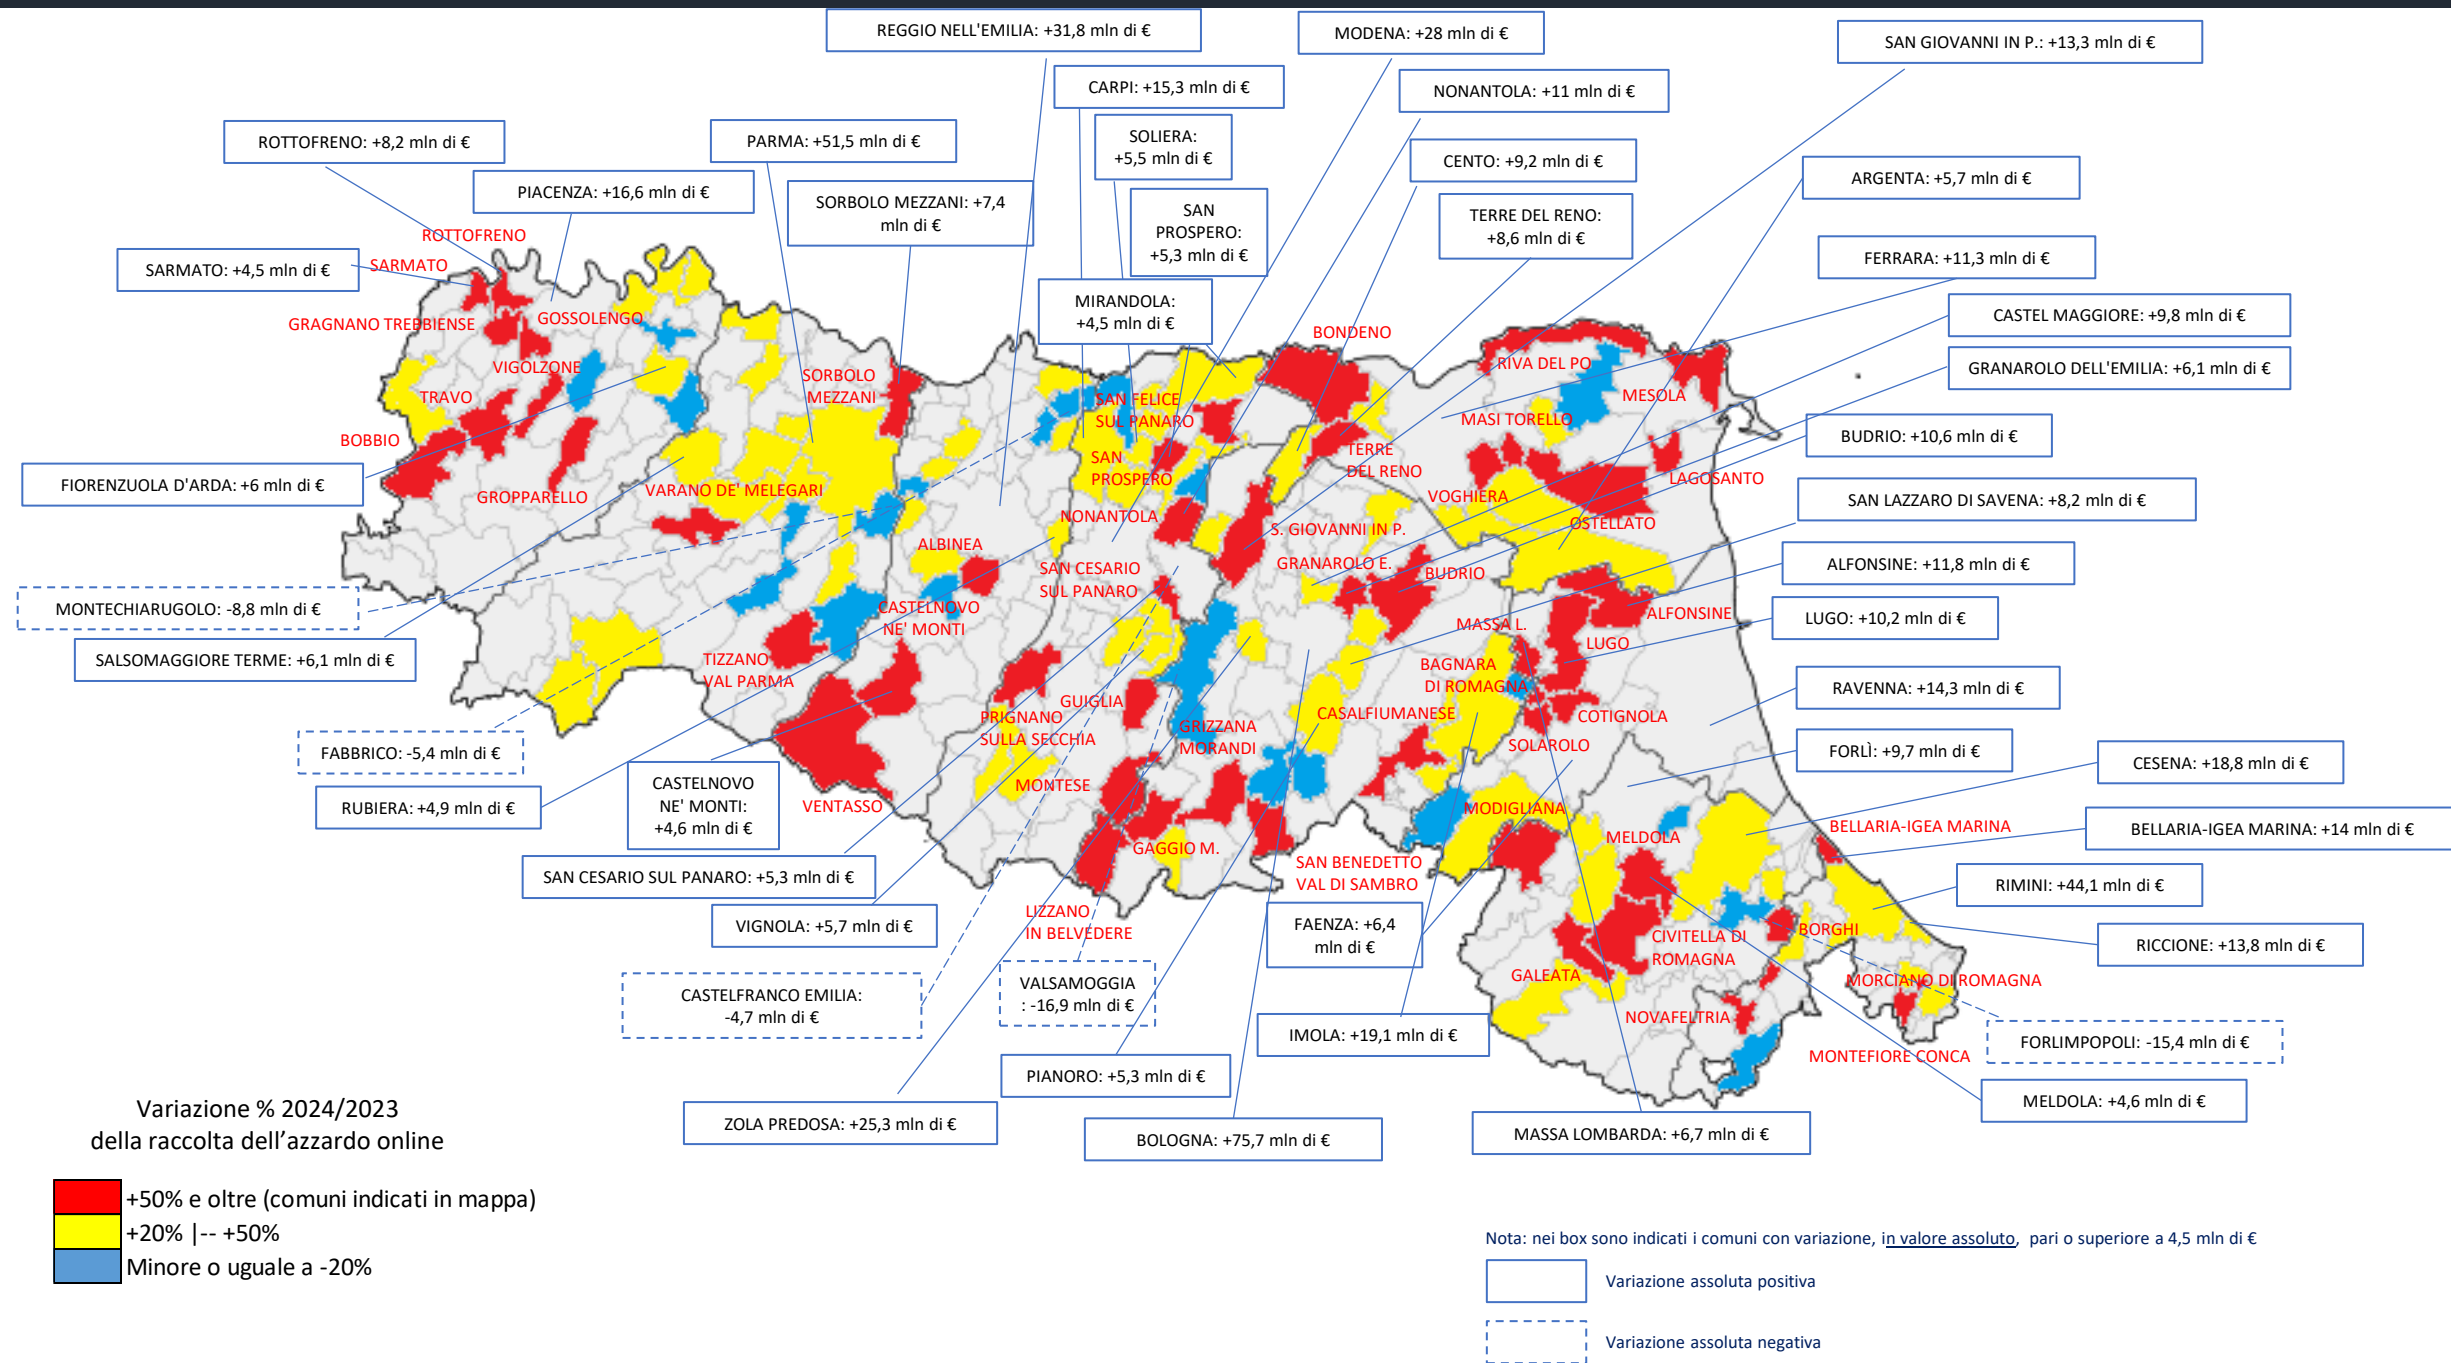 REGGIO NELL'EMILIA: +31,8 mln di €
MODENA: +28 mln di €
SAN GIOVANNI IN P.: +13,3 mln di €
CARPI: +15,3 mln di €
NONANTOLA: +11 mln di €
ROTTOFRENO: +8,2 mln di €
PARMA: +51,5 mln di €
SOLIERA:
+5,5 mln di €
CENTO: +9,2 mln di €
ARGENTA: +5,7 mln di €
PIACENZA: +16,6 mln di €
SORBOLO MEZZANI: +7,4
mln di €
SAN
PROSPERO:
+5,3 mln di €
TERRE DEL RENO:
+8,6 mln di €
SARMATO: +4,5 mln di €
FERRARA: +11,3 mln di €
MIRANDOLA:
+4,5 mln di €
CASTEL MAGGIORE: +9,8 mln di €
GRANAROLO DELL'EMILIA: +6,1 mln di €
BUDRIO: +10,6 mln di €
FIORENZUOLA D'ARDA: +6 mln di €
SAN LAZZARO DI SAVENA: +8,2 mln di €
ALFONSINE: +11,8 mln di €
MONTECHIARUGOLO: -8,8 mln di €
LUGO: +10,2 mln di €
SALSOMAGGIORE TERME: +6,1 mln di €
RAVENNA: +14,3 mln di €
FABBRICO: -5,4 mln di €
FORLÌ: +9,7 mln di €
CESENA: +18,8 mln di €
RUBIERA: +4,9 mln di €
CASTELNOVO
NE' MONTI:
+4,6 mln di €
BELLARIA-IGEA MARINA: +14 mln di €
SAN CESARIO SUL PANARO: +5,3 mln di €
RIMINI: +44,1 mln di €
VIGNOLA: +5,7 mln di €
FAENZA: +6,4
mln di €
RICCIONE: +13,8 mln di €
CASTELFRANCO EMILIA:
-4,7 mln di €
VALSAMOGGIA
: -16,9 mln di €
IMOLA: +19,1 mln di €
FORLIMPOPOLI: -15,4 mln di €
PIANORO: +5,3 mln di €
MELDOLA: +4,6 mln di €
ZOLA PREDOSA: +25,3 mln di €
BOLOGNA: +75,7 mln di €
MASSA LOMBARDA: +6,7 mln di €
ROTTOFRENO
SARMATO
GRAGNANO TREBBIENSE
GOSSOLENGO
VIGOLZONE
TRAVO
BOBBIO
GROPPARELLO
VARANO DE' MELEGARI
SORBOLO
MEZZANI
SAN FELICE
SUL PANARO
SAN
PROSPERO
NONANTOLA
BONDENO
TERRE
DEL RENO
RIVA DEL PO
MESOLA
MASI TORELLO
LAGOSANTO
VOGHIERA
OSTELLATO
S. GIOVANNI IN P.
GRANAROLO E.
BUDRIO
ALBINEA
SAN CESARIO
SUL PANARO
CASTELNOVO
NE' MONTI
TIZZANO
VAL PARMA
ALFONSINE
MASSA L.
LUGO
BAGNARA
DI ROMAGNA
GUIGLIA
PRIGNANO
SULLA SECCHIA
GRIZZANA
MORANDI
CASALFIUMANESE
COTIGNOLA
SOLAROLO
MONTESE
VENTASSO
MODIGLIANA
MELDOLA
BELLARIA-IGEA MARINA
GAGGIO M.
SAN BENEDETTO
VAL DI SAMBRO
LIZZANO
IN BELVEDERE
CIVITELLA DI
ROMAGNA
BORGHI
GALEATA
MORCIANO DI ROMAGNA
NOVAFELTRIA
MONTEFIORE CONCA
Variazione % 2024/2023
della raccolta dell'azzardo online
+50% e oltre (comuni indicati in mappa)
+20% |-- +50%
Minore o uguale a -20%
Nota: nei box sono indicati i comuni con variazione, in valore assoluto, pari o superiore a 4,5 mln di €
Variazione assoluta positiva
Variazione assoluta negativa